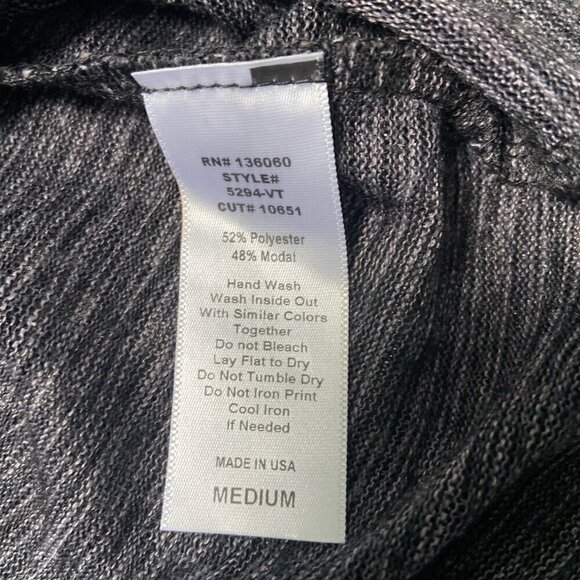 RN# 136060
STYLE#
5294-VT
CUT# 10651
52% Polyester
48% Modal
Hand Wash
Wash Inside Out
With Similar Colors
Together
Do not Bleach
Lay Flat to Dry
Do Not Tumble Dry
Do Not Iron Print
Cool Iron
If Needed
MADE IN USA
MEDIUM